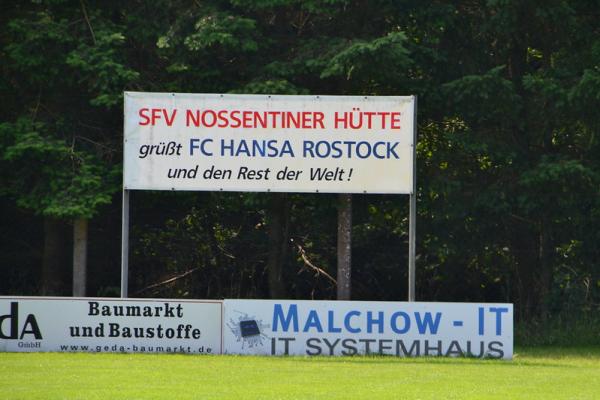 SFV NOSSENTINER HÜTTE
grüßt FC HANSA ROSTOCK
und den Rest der Welt!
GmbH
Baumarkt
und Baustoffe
www.geda-baumarkt.de
MALCHOW - IT
IT SYSTEMHAUS